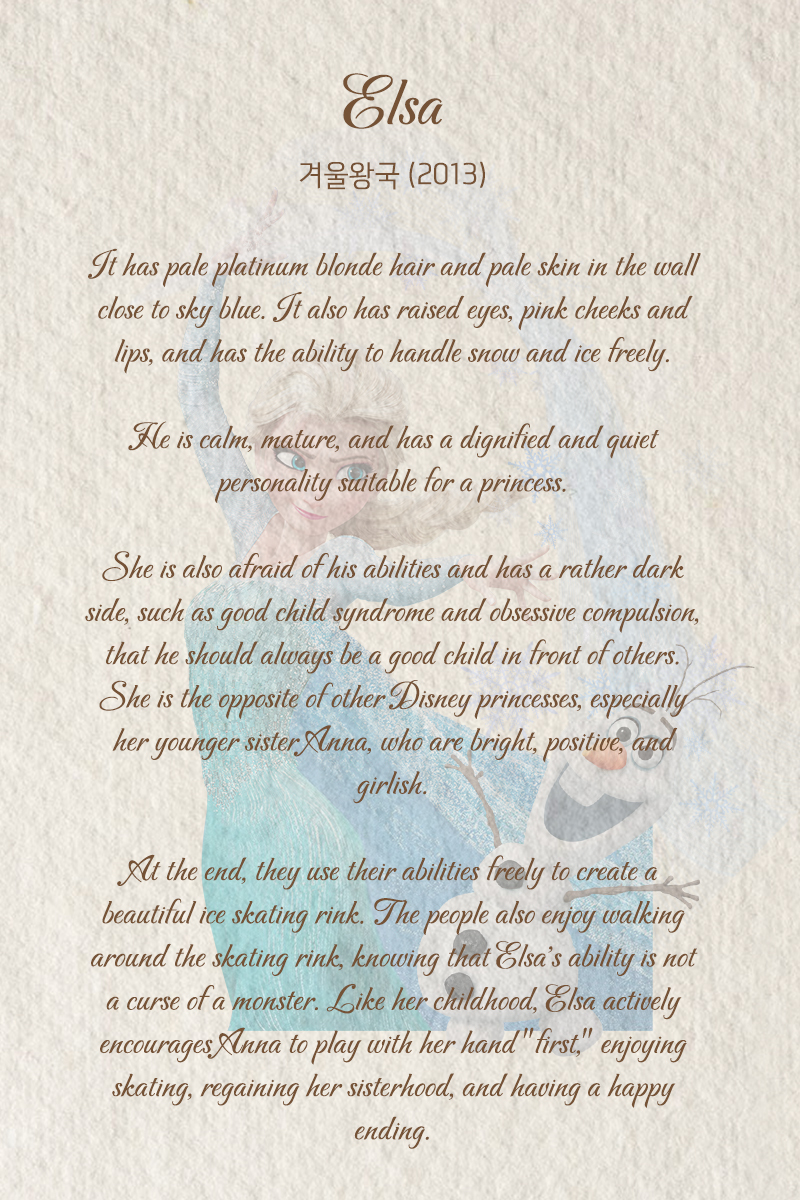 Elsa
겨울왕국 (2013)
It has pale platinum blonde hair and pale skin in the wall
close to sky blue. It also has raised eyes, pink cheeks and
lips, and has the ability to handle snow and ice freely.
He is calm, mature, and has a dignified and quiet
personality suitable for a princess.
She is also afraid of his abilities and has a rather dark
side, such as good child syndrome and obsessive compulsion,
that he should always be a good child in front of others.
She is the opposite of other Disney princesses, especially
her younger sister Anna, who are bright, positive, and
girlish.
At the end, they use their abilities freely to create a
beautiful ice skating rink. The people also enjoy walking
around the skating rink, knowing that Elsa's ability is not
a curse of a monster. Like her childhood, Elsa actively
encourages Anna to play with her hand "first," enjoying
skating, regaining her sisterhood, and having a happy
ending.